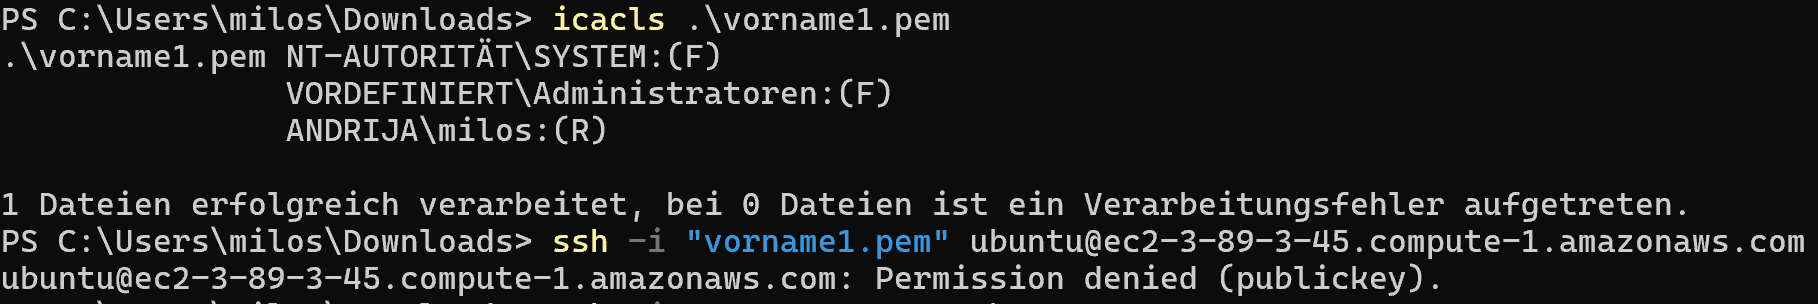 PS C:\Users\milos\Downloads> icacls .\vorname1.pem
.\vorname1.pem NT-AUTORITÄT\SYSTEM:(F)
VORDEFINIERT\Administratoren:(F)
ANDRIJA\milos:(R)
1 Dateien erfolgreich verarbeitet, bei 0 Dateien ist ein Verarbeitungsfehler aufgetreten.
PS C:\Users\milos\Downloads> ssh -i "vorname1.pem" ubuntu@ec2-3-89-3-45.compute-1.amazonaws.com
ubuntu@ec2-3-89-3-45.compute-1.amazonaws.com: Permission denied (publickey).